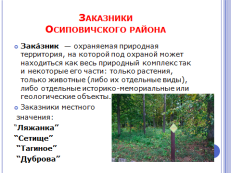 Заказники
Осиповичского района
Зака́зник — охраняемая природная
территория, на которой под охраной может
находиться как весь природный комплекс так
и некоторые его части: только растения,
только животные (либо их отдельные виды),
либо отдельные историко-мемориальные или
геологические объекты.
Заказники местного
значения:
"Ляжанка"
"Сетище"
"Тагиное"
"Дуброва"